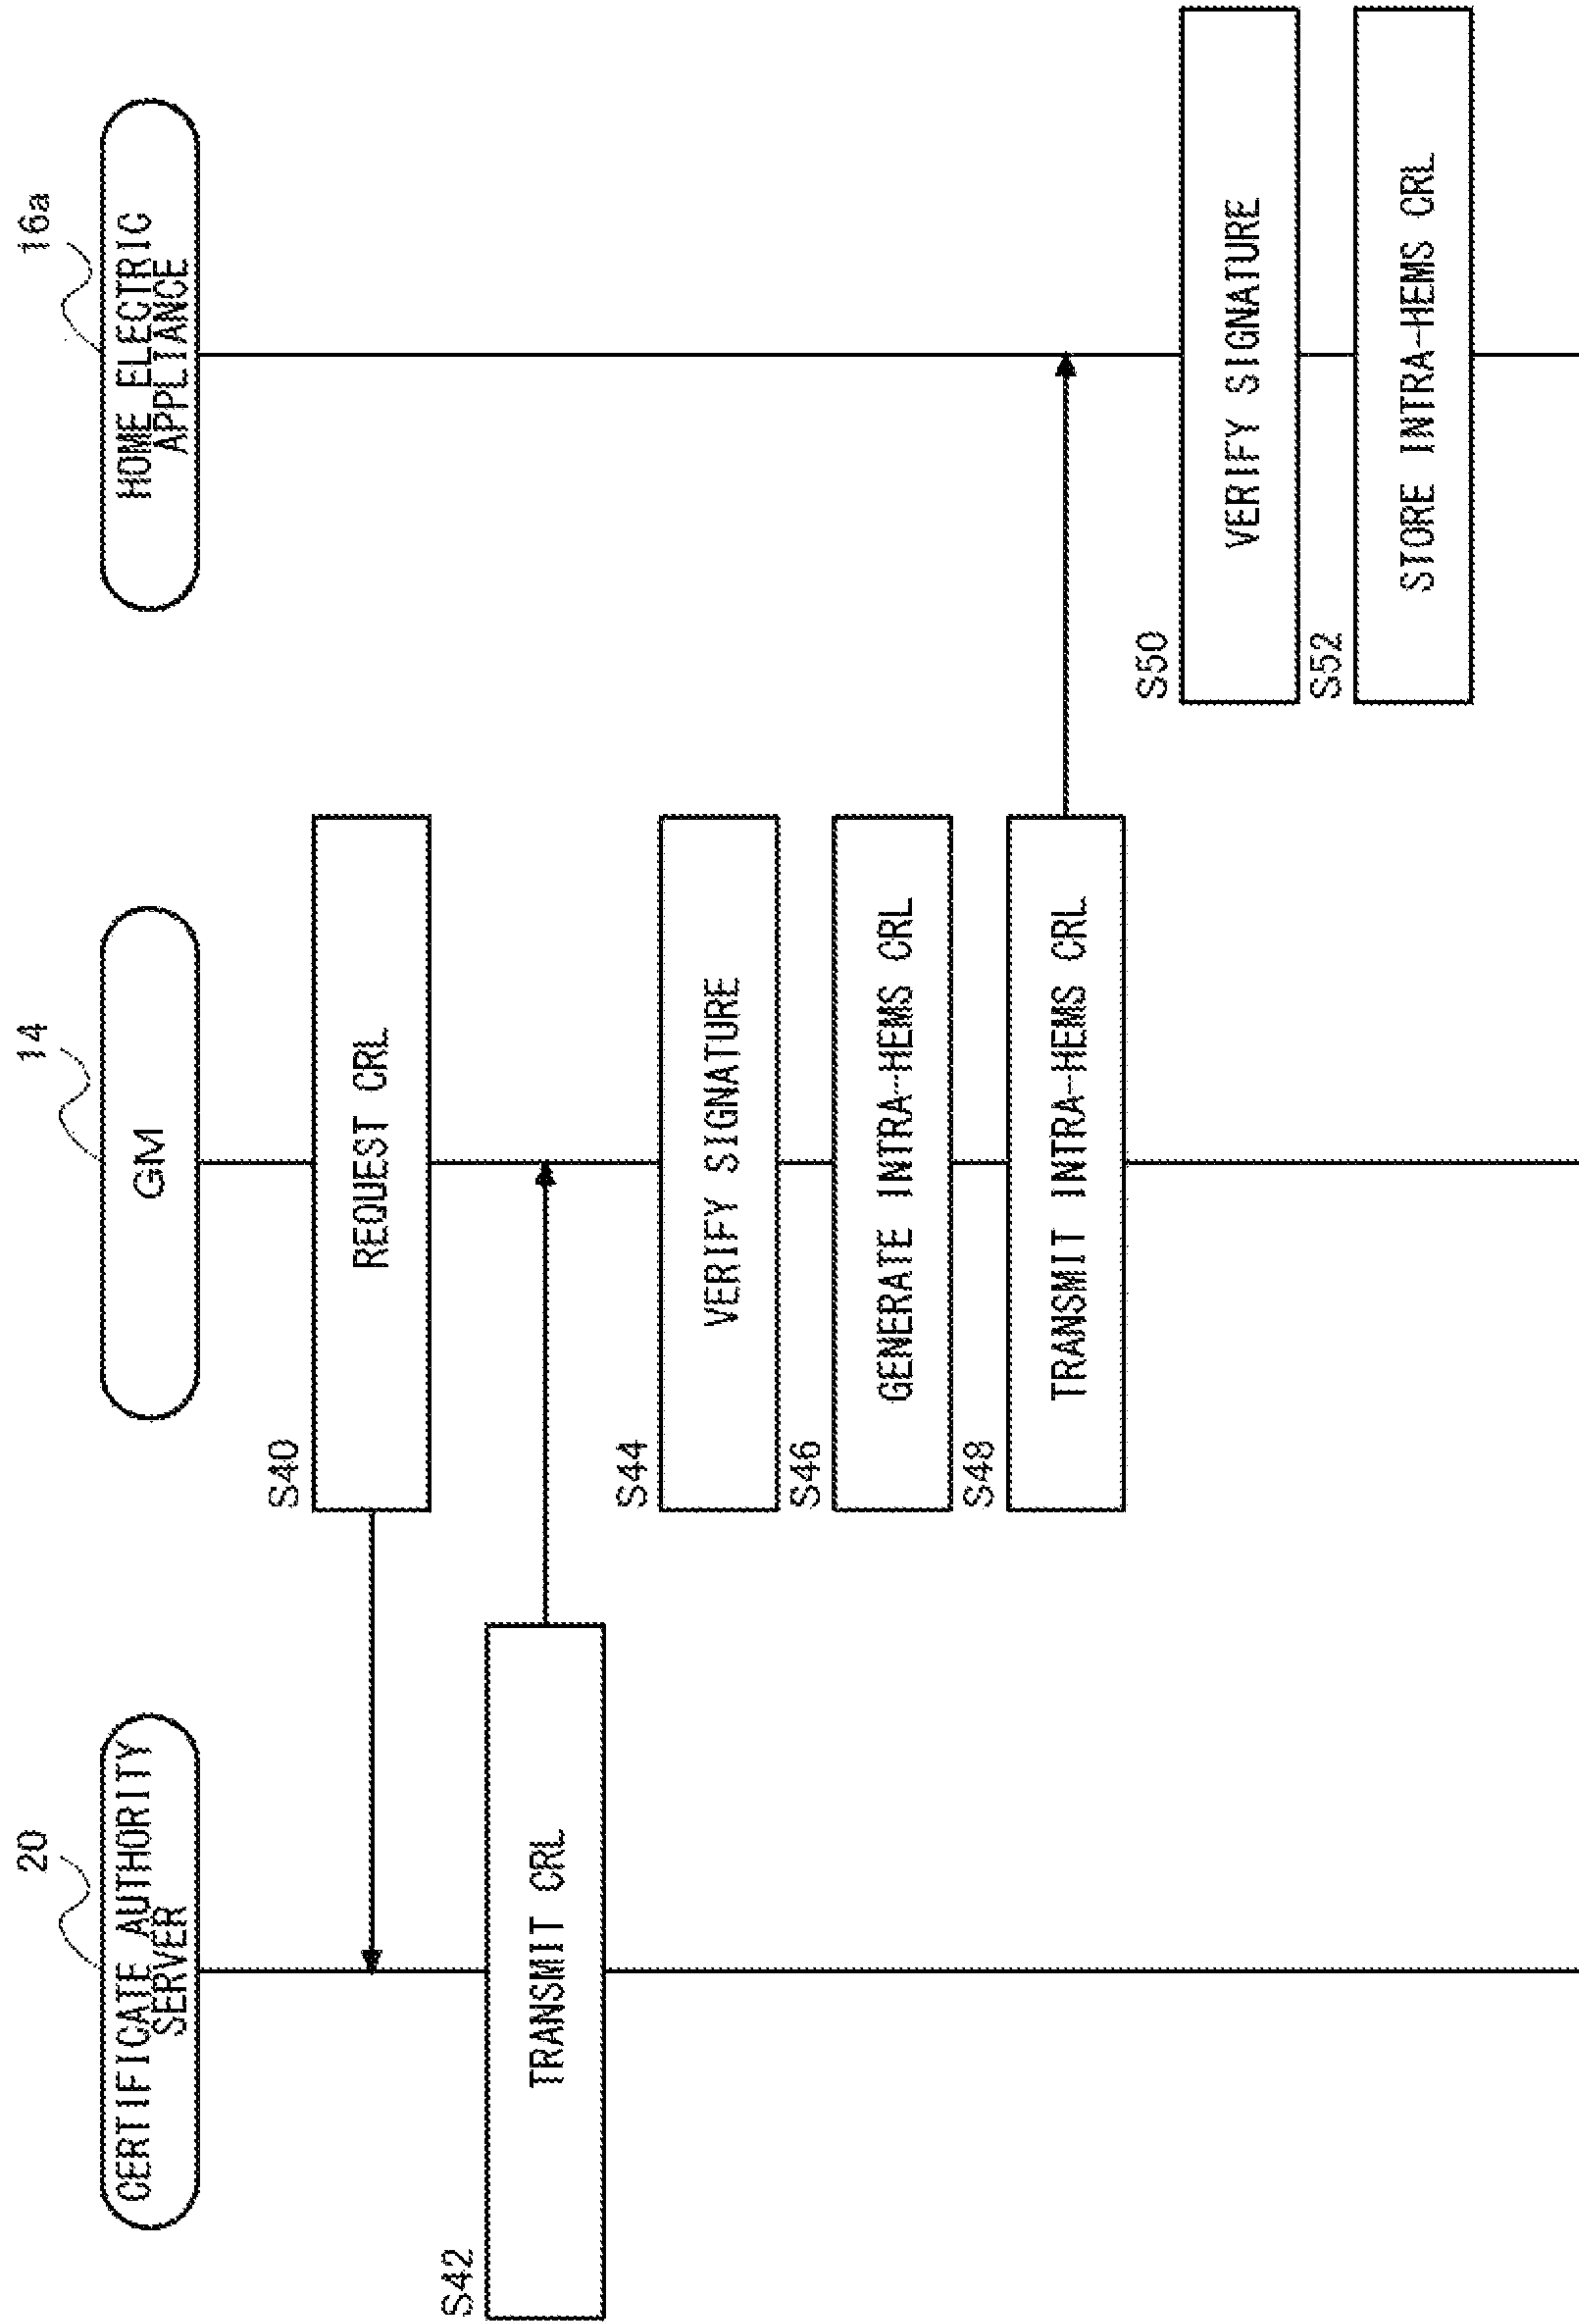 20
CERTIFICATE AUTHORITY
SERVER
14
GM
16a
HOME ELECTRIC
APPLIANCE
S40
REQUEST CRL
S42
TRANSMIT CRL
S44
VERIFY SIGNATURE
S46
GENERATE INTRA-HEMS CRL
S48
TRANSMIT INTRA-HEMS CRL
S50
VERIFY SIGNATURE
S52
STORE INTRA-HEMS CRL